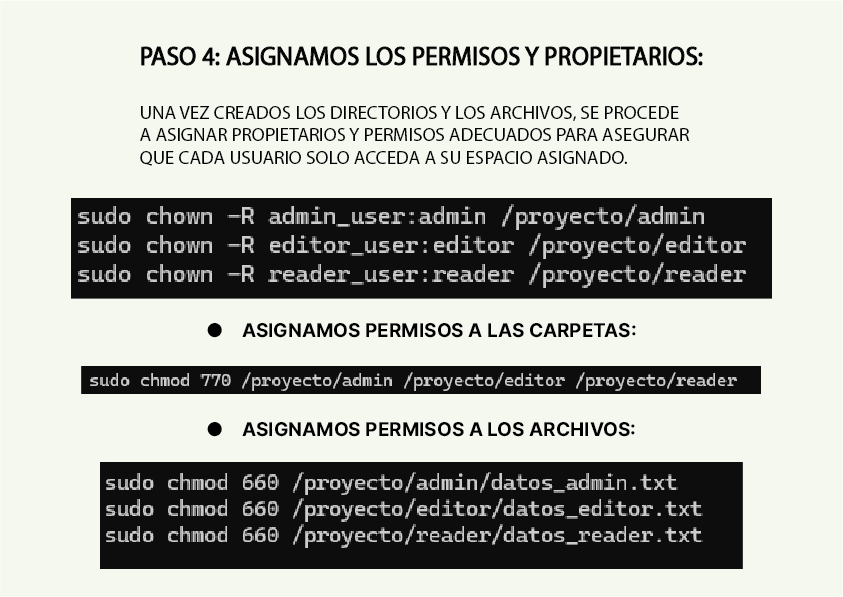 PASO 4: ASIGNAMOS LOS PERMISOS Y PROPIETARIOS:
UNA VEZ CREADOS LOS DIRECTORIOS Y LOS ARCHIVOS, SE PROCEDE
A ASIGNAR PROPIETARIOS Y PERMISOS ADECUADOS PARA ASEGURAR
QUE CADA USUARIO SOLO ACCEDA A SU ESPACIO ASIGNADO.
sudo chown -R admin_user:admin /proyecto/admin
sudo chown -R editor_user:editor /proyecto/editor
sudo chown -R reader_user:reader /proyecto/reader
● ASIGNAMOS PERMISOS A LAS CARPETAS:
sudo chmod 770 /proyecto/admin /proyecto/editor /proyecto/reader
● ASIGNAMOS PERMISOS A LOS ARCHIVOS:
sudo chmod 660 /proyecto/admin/datos_admin.txt
sudo chmod 660 /proyecto/editor/datos_editor.txt
sudo chmod 660 /proyecto/reader/datos_reader.txt